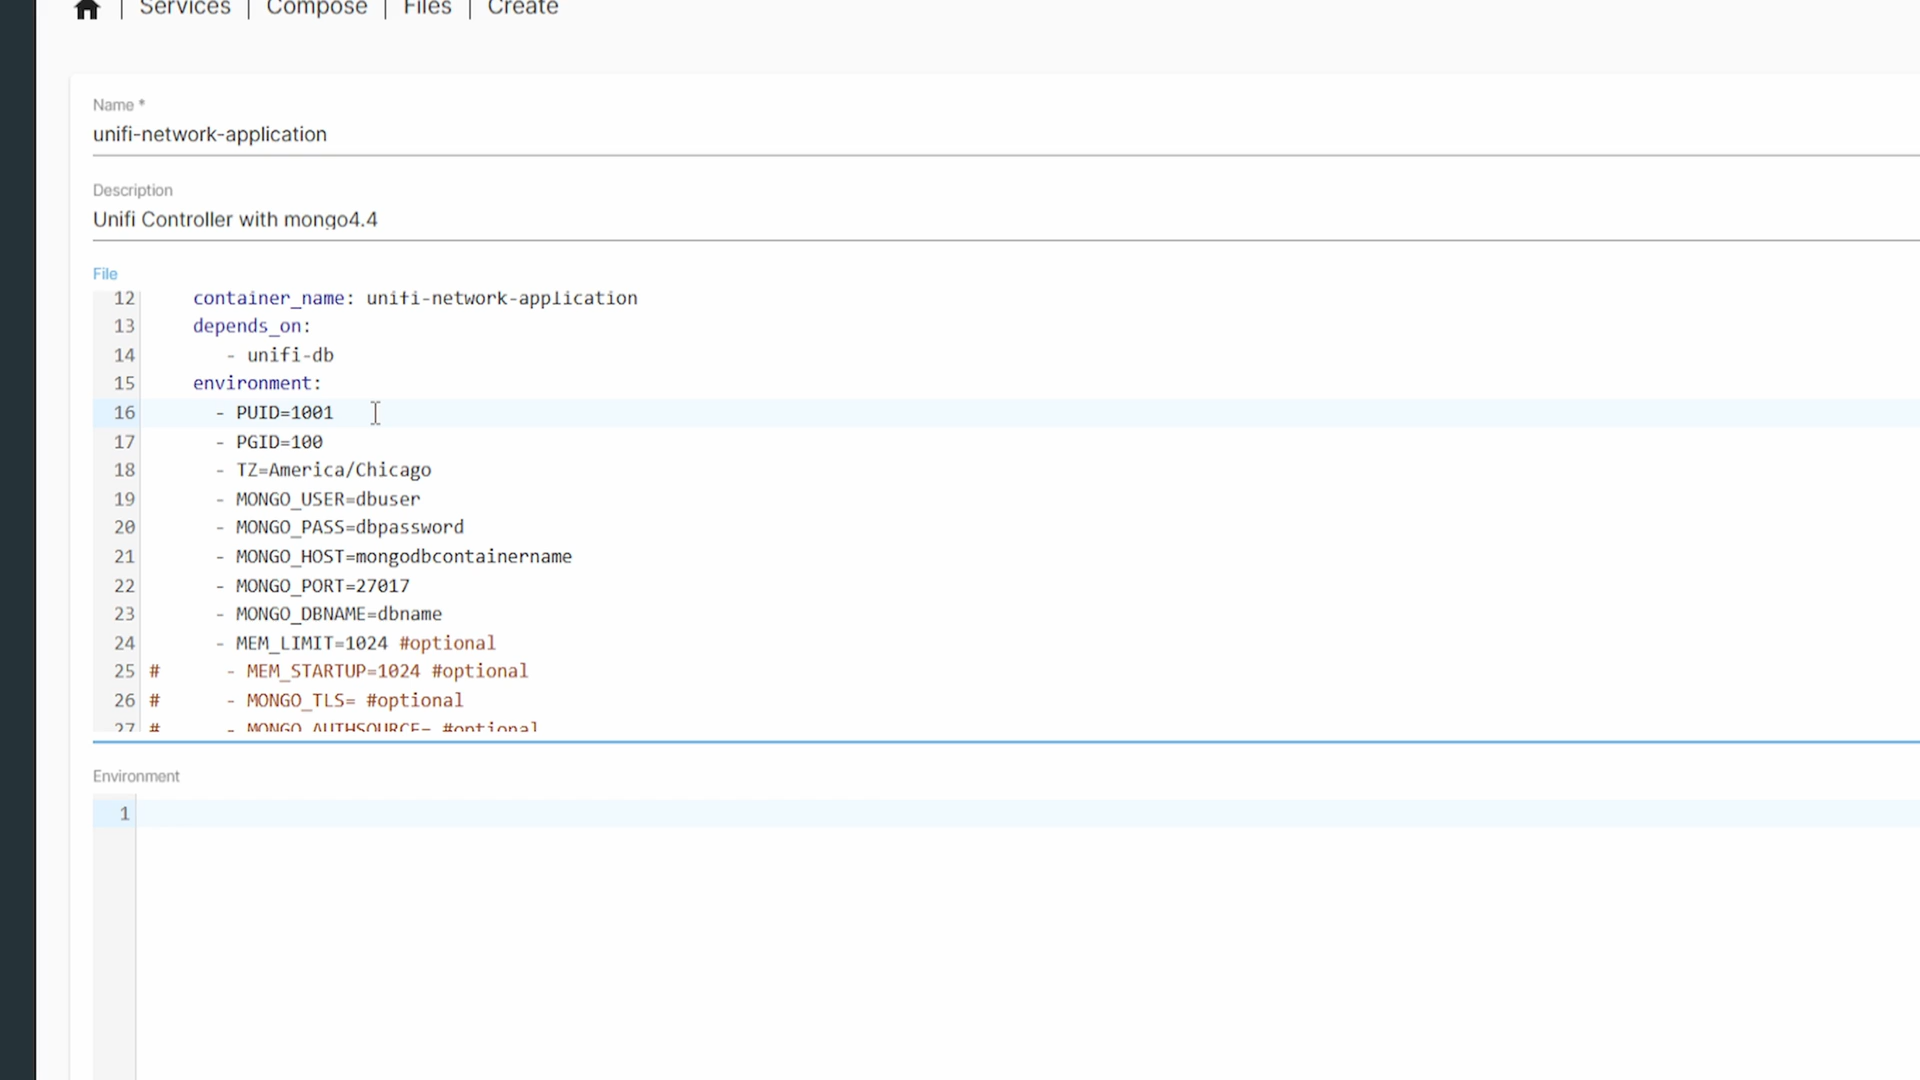 Services | Compose | Files | Create
Name *
unifi-network-application
Description
Unifi Controller with mongo4.4
File
12 container_name: unifi-network-application
13 depends_on:
14 - unifi-db
15 environment:
16 - PUID=1001
17 - PGID=100
18 - TZ=America/Chicago
19 - MONGO_USER=dbuser
20 - MONGO_PASS=dbpassword
21 - MONGO_HOST=mongodbcontainername
22 - MONGO_PORT=27017
23 - MONGO_DBNAME=dbname
24 - MEM_LIMIT=1024 #optional
25 # - MEM_STARTUP=1024 #optional
26 # - MONGO_TLS= #optional
27 # - MONGO_AUTHSOURCE= #optional
Environment
1